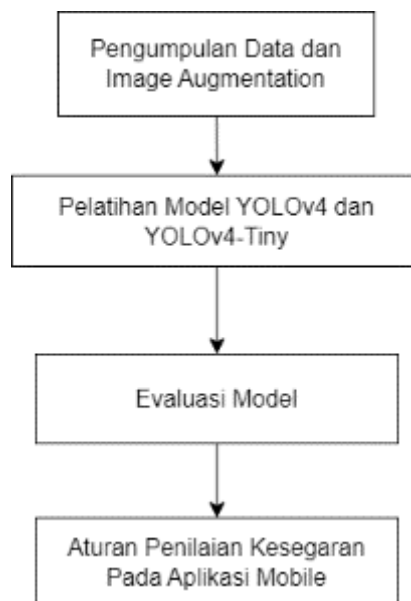 Pengumpulan Data dan
Image Augmentation
Pelatihan Model YOLOv4 dan
YOLOv4-Tiny
Evaluasi Model
Aturan Penilaian Kesegaran
Pada Aplikasi Mobile